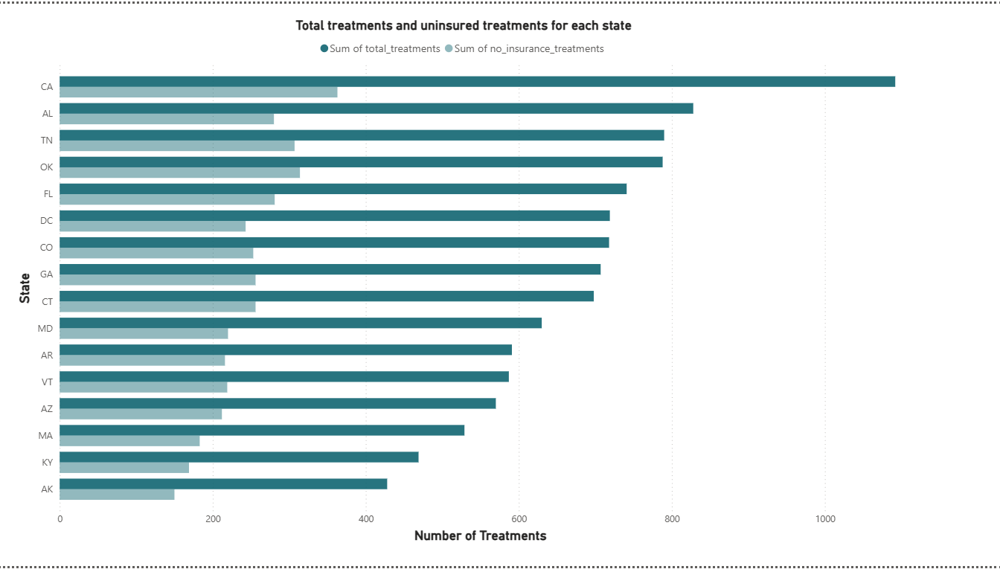 Total treatments and uninsured treatments for each state
Sum of total_treatments Sum of no_insurance_treatments
CA
AL
TN
OK
FL
DC
CO
GA
CT
MD
AR
VT
AZ
MA
KY
AK
State
0 200 400 600 800 1000
Number of Treatments